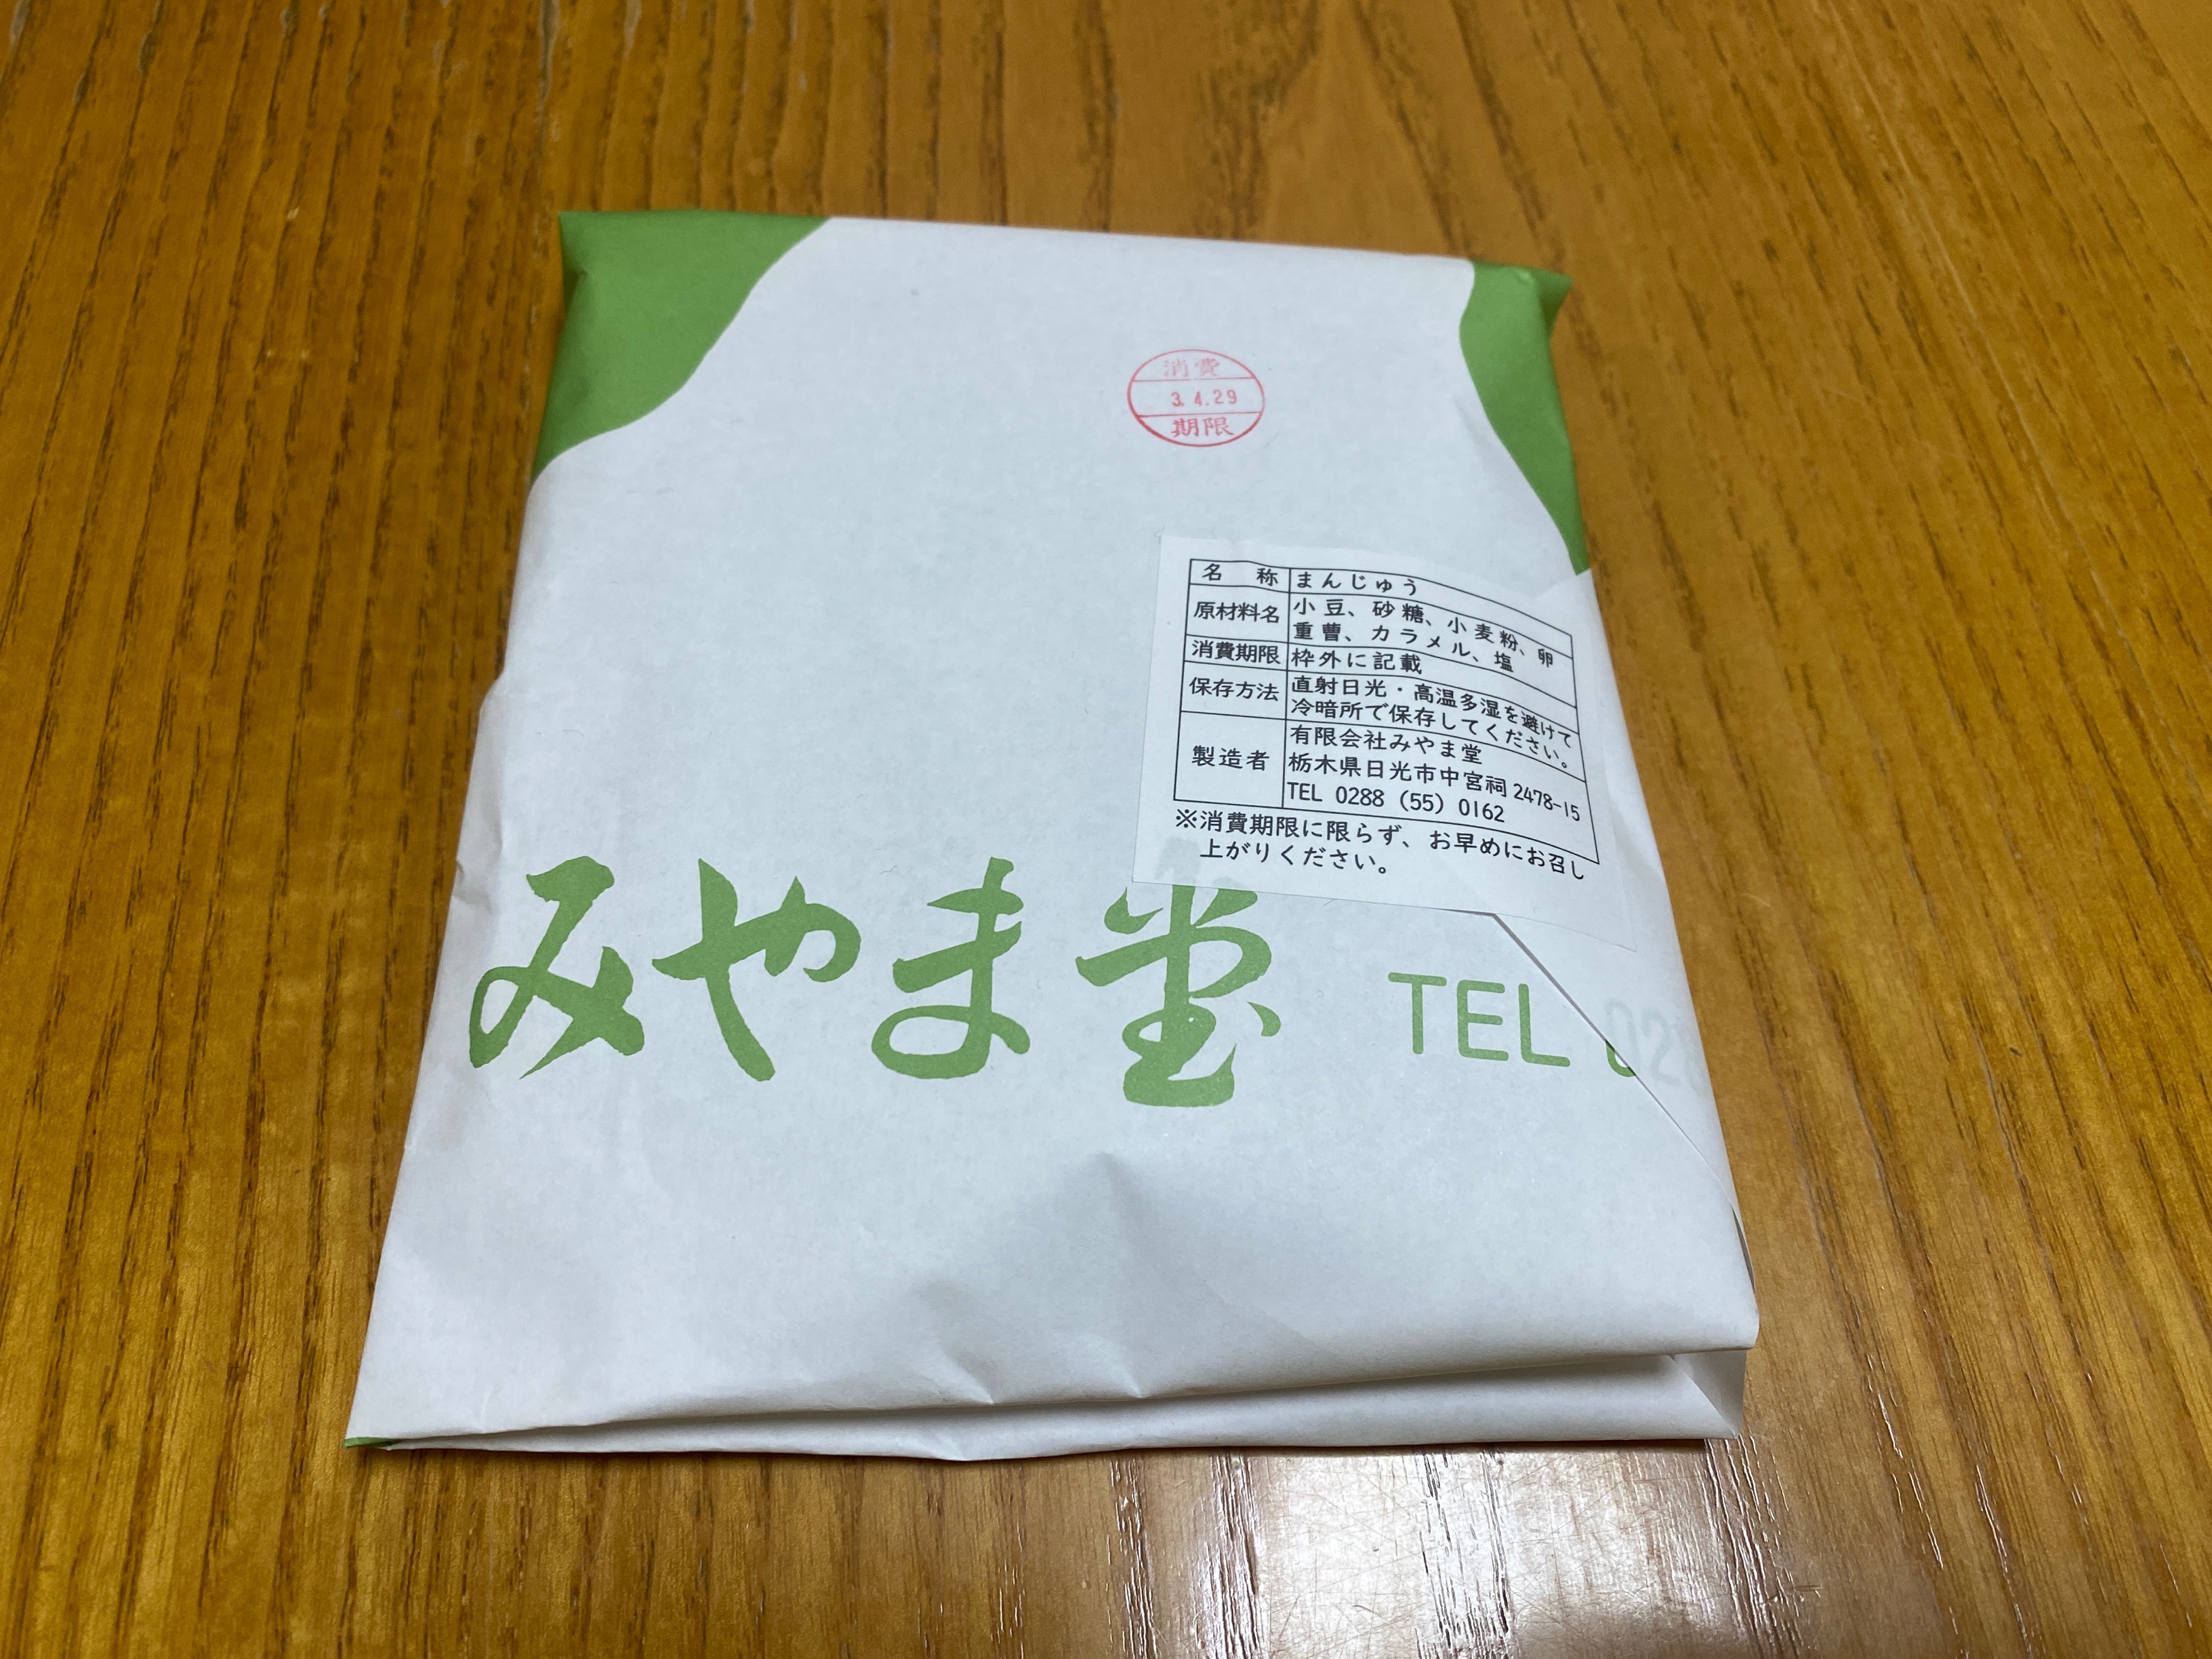 消費
3.4.29
期限
名 称 まんじゅう
原材料名 小豆、砂糖、小麦粉、卵
重曹、カラメル、塩
消費期限 枠外に記載
保存方法 直射日光・高温多湿を避けて
冷暗所で保存してください。
製造者 有限会社みやま堂
栃木県日光市中宮祠2478-15
TEL 0288 (55) 0162
※消費期限に限らず、お早めにお召し
上がりください。
みやま堂 TEL 028